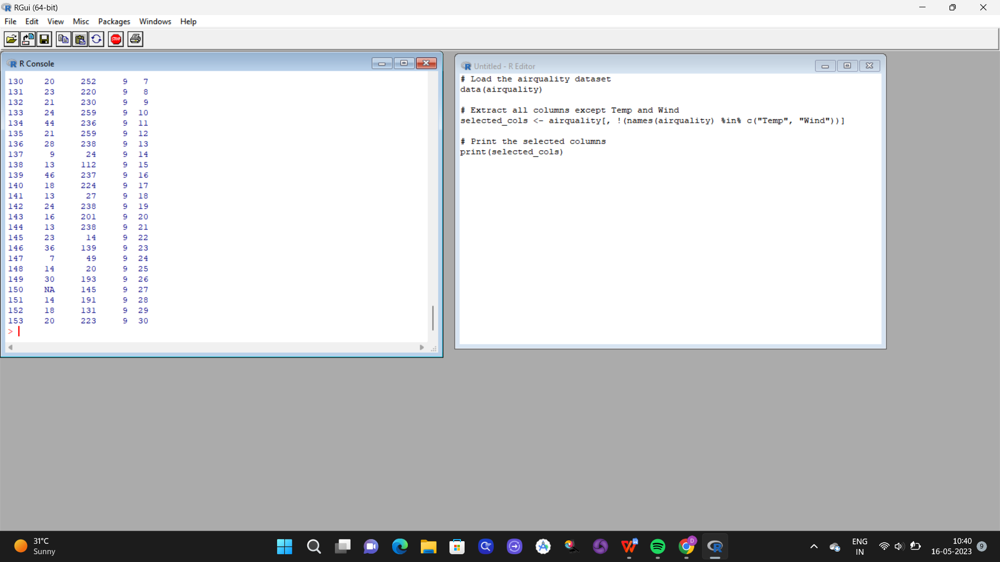 RGui (64-bit)
File Edit View Misc Packages Windows Help
STOP
R Console
130 20 252 9 7
131 23 220 9 8
132 21 230 9 9
133 24 259 9 10
134 44 236 9 11
135 21 259 9 12
136 28 238 9 13
137 9 24 9 14
138 13 112 9 15
139 46 237 9 16
140 18 224 9 17
141 13 27 9 18
142 24 238 9 19
143 16 201 9 20
144 13 238 9 21
145 23 14 9 22
146 36 139 9 23
147 7 49 9 24
148 14 20 9 25
149 30 193 9 26
150 NA 145 9 27
151 14 191 9 28
152 18 131 9 29
153 20 223 9 30
>
Untitled - R Editor
# Load the airquality dataset
data(airquality)
# Extract all columns except Temp and Wind
selected_cols <- airquality[, !(names(airquality) %in% c("Temp", "Wind"))]
# Print the selected columns
print(selected_cols)
31°C
Sunny
D
ENG
IN
10:40
16-05-2023
9